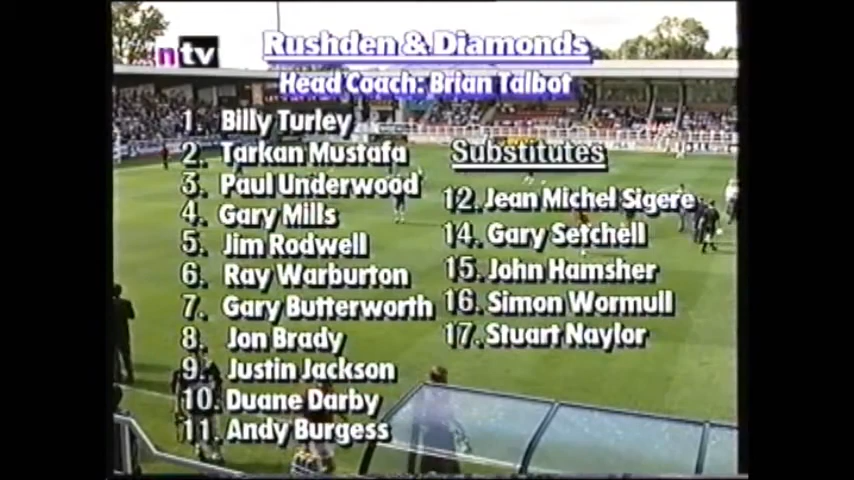 ntv
Rushden & Diamonds
Head Coach: Brian Talbot
1. Billy Turley
2. Tarkan Mustafa
3. Paul Underwood
4. Gary Mills
5. Jim Rodwell
6. Ray Warburton
7. Gary Butterworth
8. Jon Brady
9. Justin Jackson
10. Duane Darby
11. Andy Burgess
Substitutes
12. Jean Michel Sigere
14. Gary Setchell
15. John Hamsher
16. Simon Wormull
17. Stuart Naylor